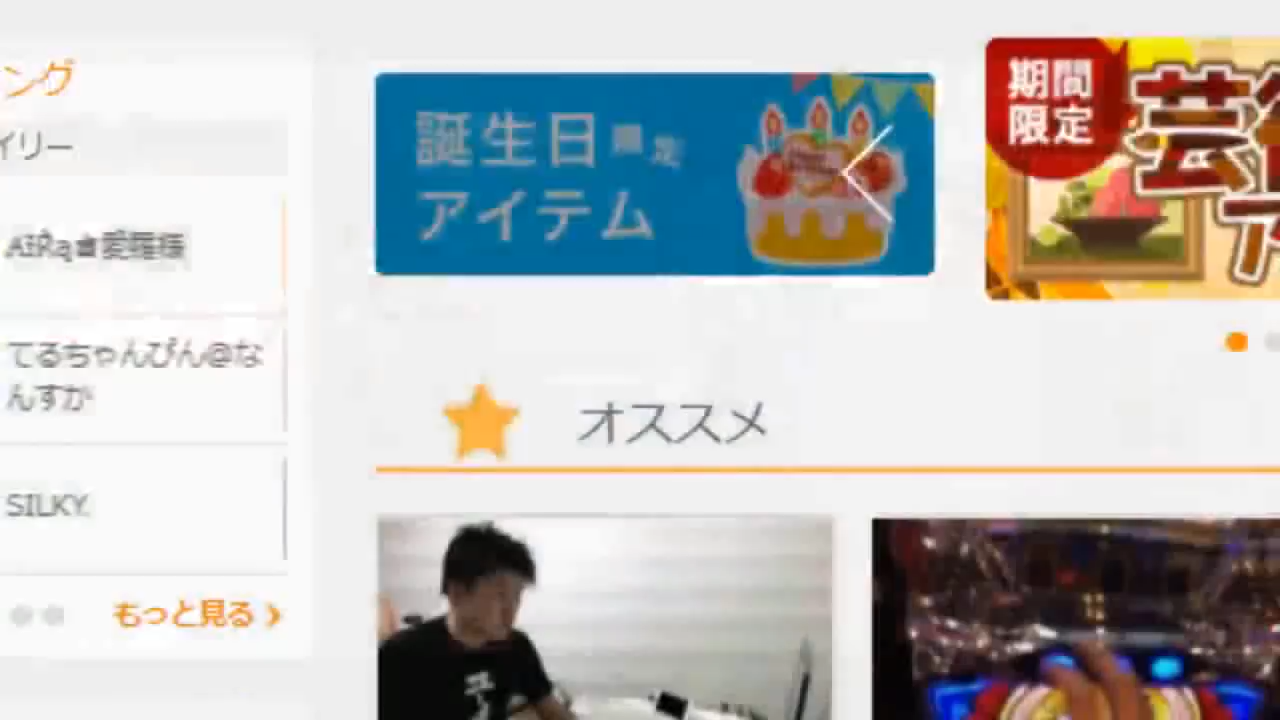 ング
イリー
AiRa★愛羅様
てるちゃんぴん@な
んすか
SILKY.
もっと見る
誕生日限定
アイテム
期間
限定
オススメ